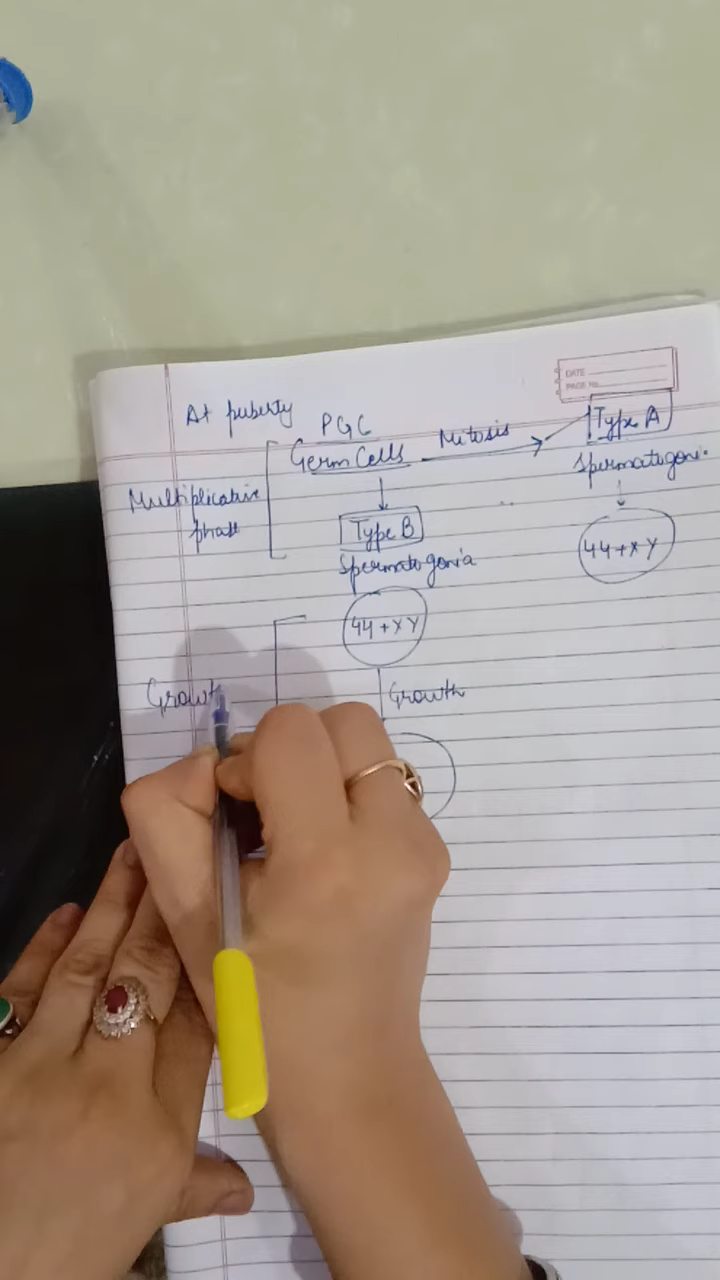 DATE
PAGE No.
At puberty
PGC
Germ Cells
Mitosis
Type A
Spermatogoni
44+XY
Multiplicative
phase
Type B
Spermatogonia
44+XY
Growth
Growth